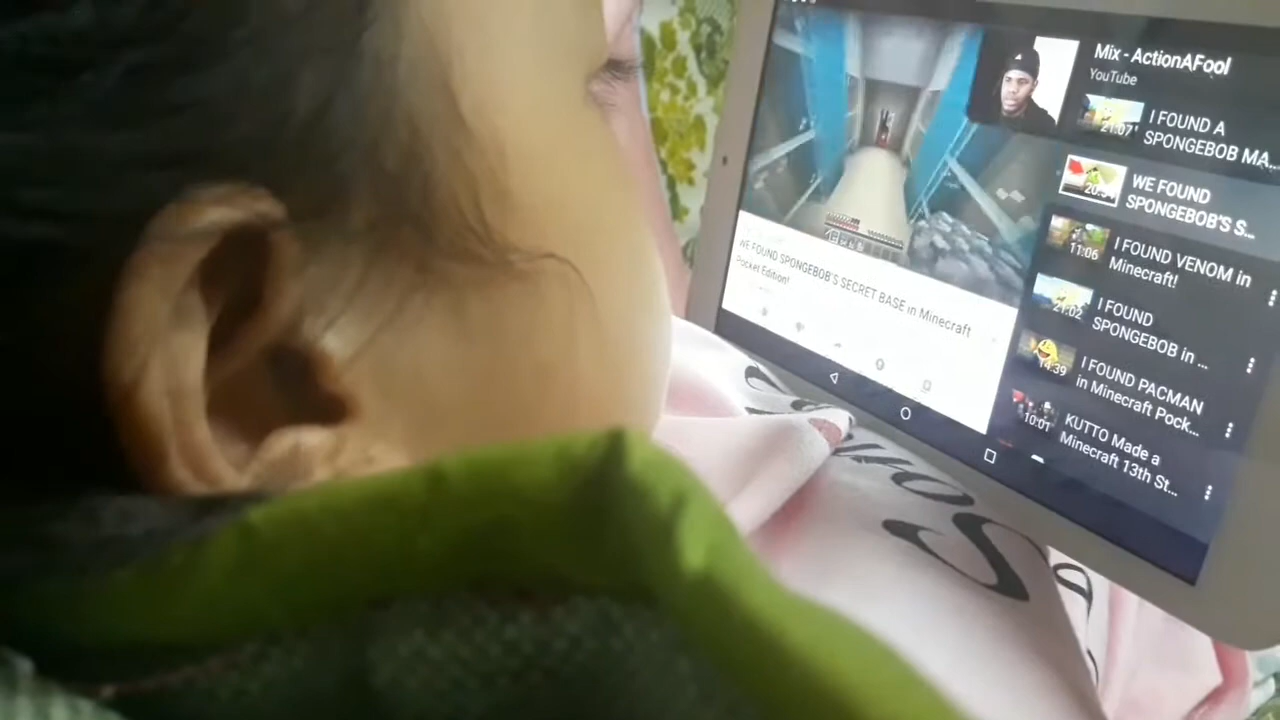 Mix - ActionAFool
YouTube
21:07
I FOUND A
SPONGEBOB MA...
WE FOUND
SPONGEBOB'S S...
11:06
I FOUND VENOM in
Minecraft!
21:02
I FOUND
SPONGEBOB in ...
14:39
I FOUND PACMAN
in Minecraft Pock...
10:01
KUTTO Made a
Minecraft 13th St...
WE FOUND SPONGEBOB'S SECRET BASE in Minecraft
Pocket Edition!